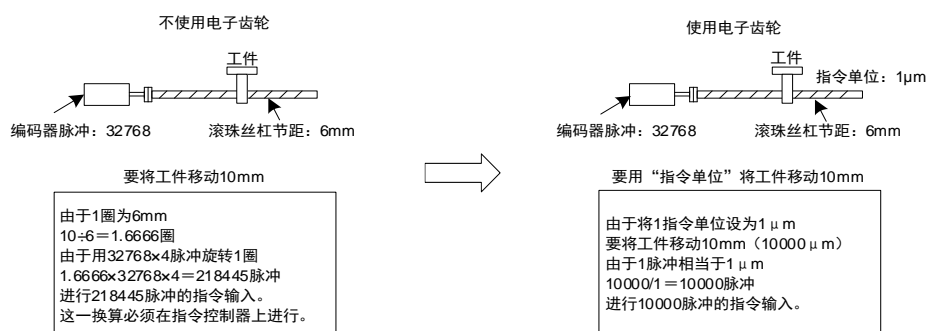 不使用电子齿轮
工件
编码器脉冲：32768
滚珠丝杠节距：6mm
要将工件移动10mm
由于1圈为6mm
10÷6＝1.6666圈
由于用32768×4脉冲旋转1圈
1.6666×32768×4＝218445脉冲
进行218445脉冲的指令输入。
这一换算必须在指令控制器上进行。
使用电子齿轮
工件
指令单位：1μm
编码器脉冲：32768
滚珠丝杠节距：6mm
要用“指令单位”将工件移动10mm
由于将1指令单位设为1μm
要将工件移动10mm（10000μm）
由于1脉冲相当于1μm
10000/1＝10000脉冲
进行10000脉冲的指令输入。